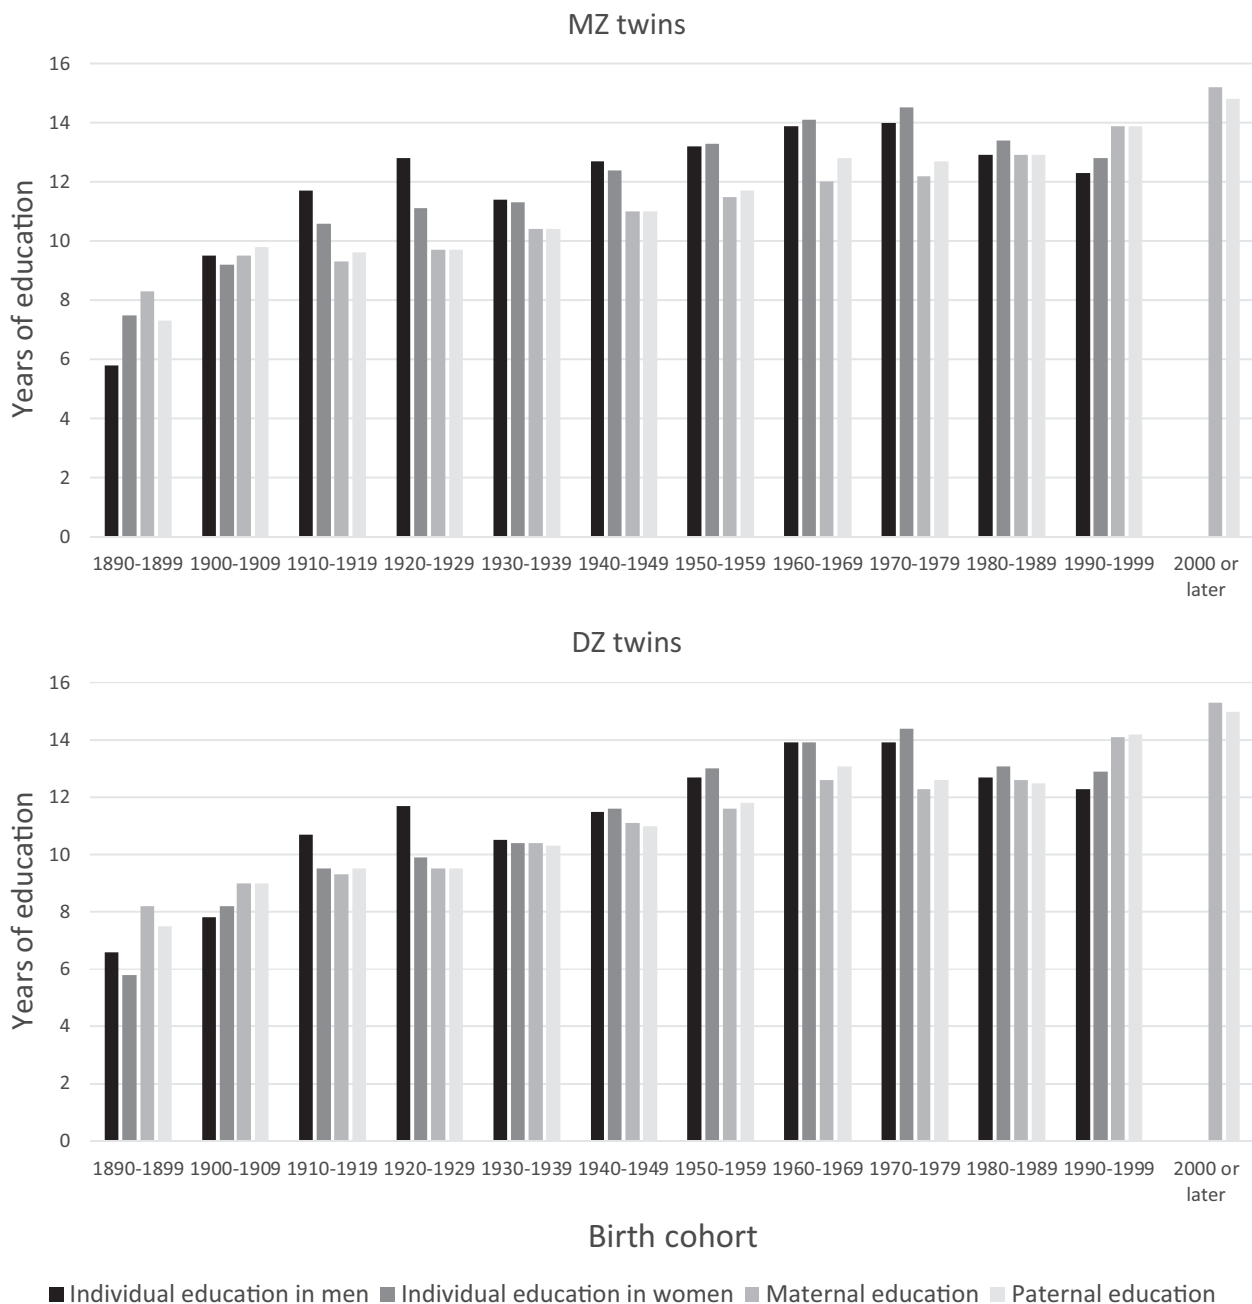 MZ twins
16
14
12
10
8
6
4
2
0
Years of education
1890-1899 1900-1909 1910-1919 1920-1929 1930-1939 1940-1949 1950-1959 1960-1969 1970-1979 1980-1989 1990-1999 2000 or
later
DZ twins
16
14
12
10
8
6
4
2
0
Years of education
1890-1899 1900-1909 1910-1919 1920-1929 1930-1939 1940-1949 1950-1959 1960-1969 1970-1979 1980-1989 1990-1999 2000 or
later
Birth cohort
Individual education in men Individual education in women Maternal education Paternal education